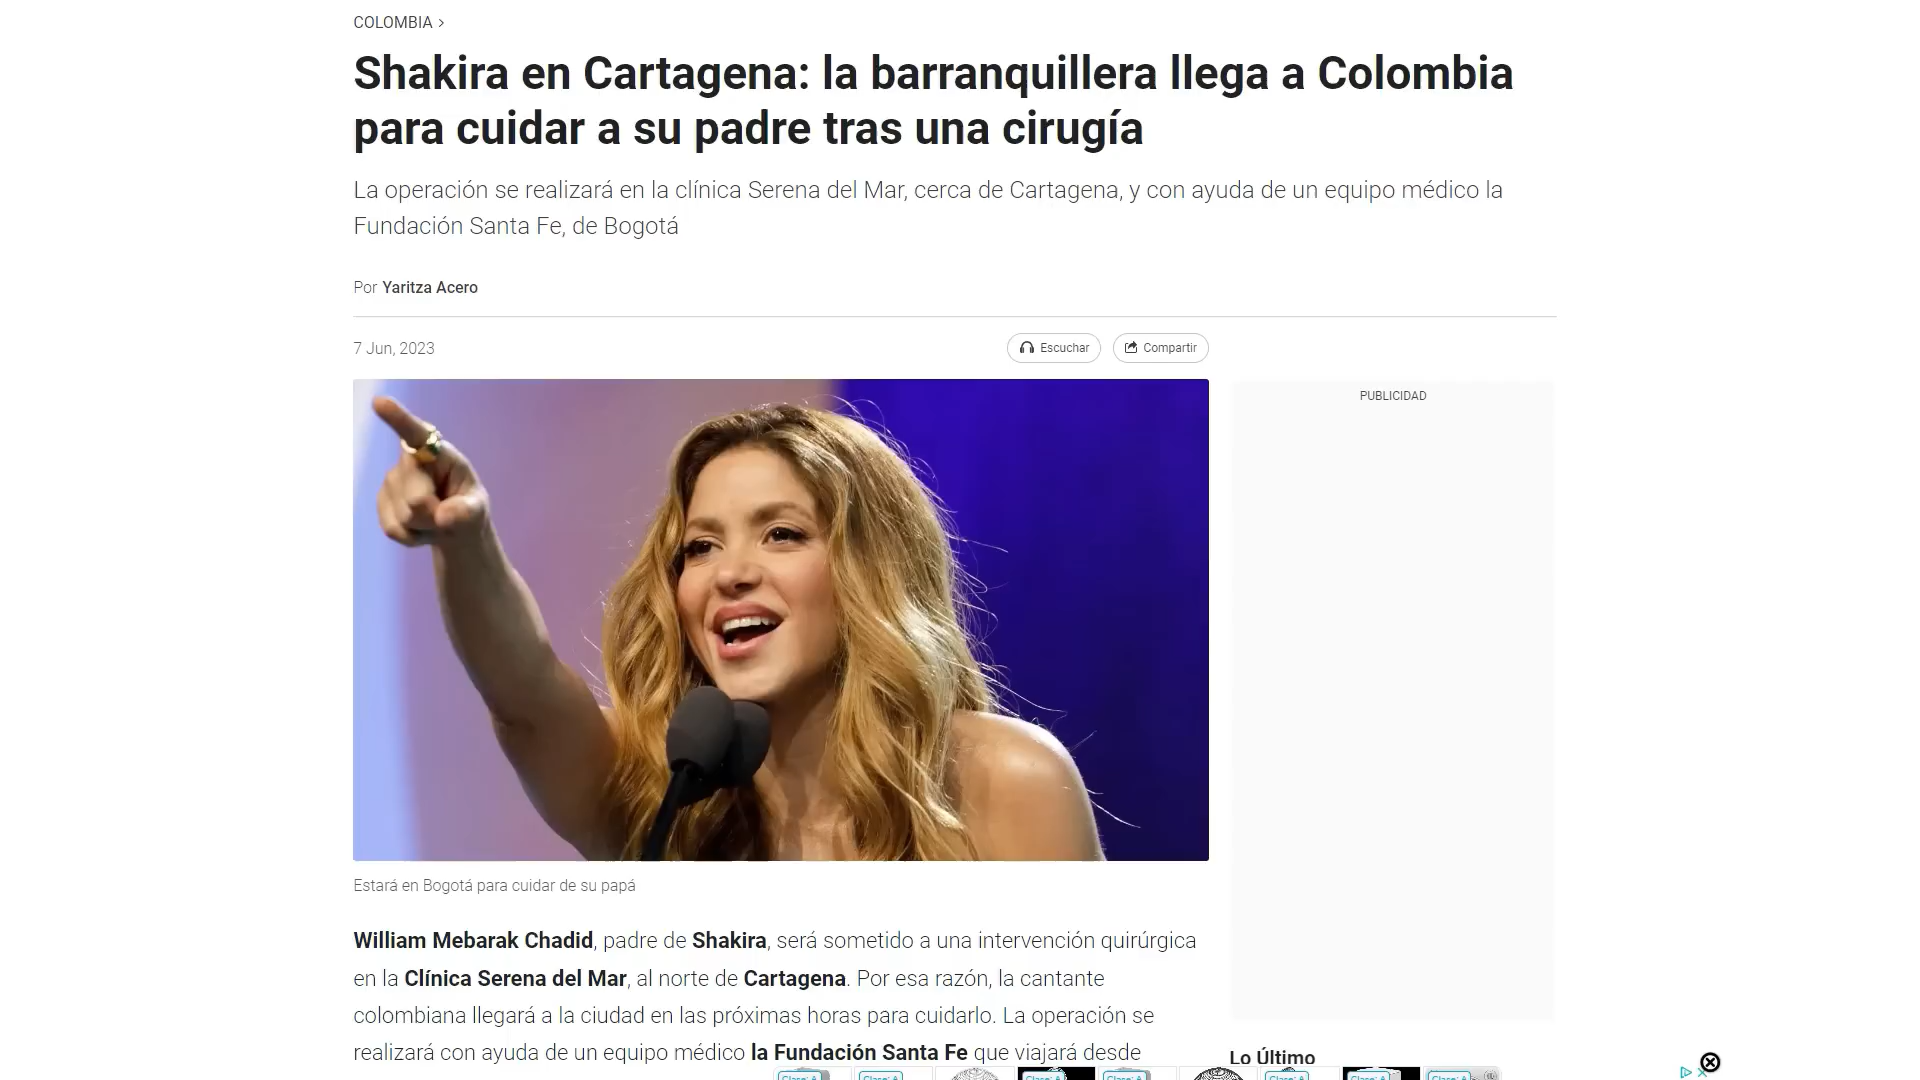 COLOMBIA >
Shakira en Cartagena: la barranquillera llega a Colombia
para cuidar a su padre tras una cirugía
La operación se realizará en la clínica Serena del Mar, cerca de Cartagena, y con ayuda de un equipo médico la
Fundación Santa Fe, de Bogotá
Por Yaritza Acero
7 Jun, 2023
Escuchar
Compartir
PUBLICIDAD
Estará en Bogotá para cuidar de su papá
William Mebarak Chadid, padre de Shakira, será sometido a una intervención quirúrgica
en la Clínica Serena del Mar, al norte de Cartagena. Por esa razón, la cantante
colombiana llegará a la ciudad en las próximas horas para cuidarlo. La operación se
realizará con ayuda de un equipo médico la Fundación Santa Fe que viajará desde
Lo Último